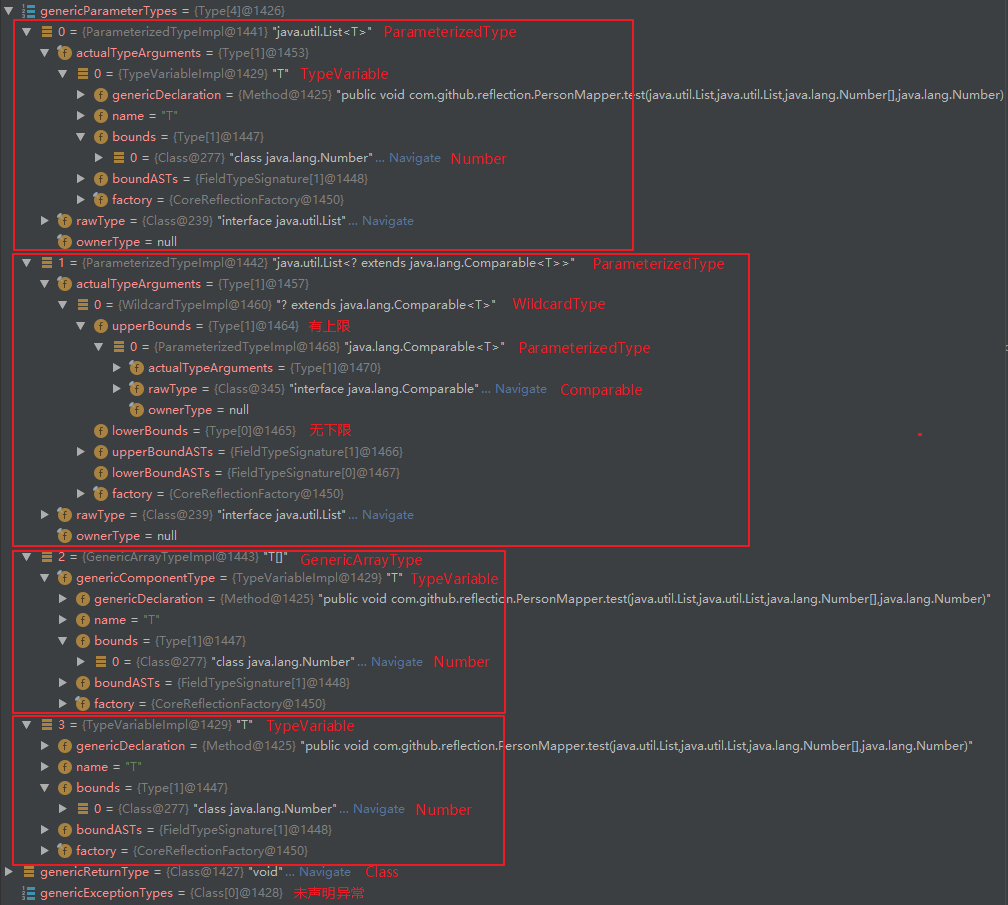 genericParameterTypes = {Type[4]@1426}
0 = {ParameterizedTypeImpl@1441} "java.util.List<T>" ParameterizedType
actualTypeArguments = {Type[1]@1453}
0 = {TypeVariableImpl@1429} "T" TypeVariable
genericDeclaration = {Method@1425} "public void com.github.reflection.PersonMapper.test(java.util.List,java.util.List,java.lang.Number[],java.lang.Number)
name = "T"
bounds = {Type[1]@1447}
0 = {Class@277} "class java.lang.Number"... Navigate Number
boundASTs = {FieldTypeSignature[1]@1448}
factory = {CoreReflectionFactory@1450}
rawType = {Class@239} "interface java.util.List"... Navigate
ownerType = null
1 = {ParameterizedTypeImpl@1442} "java.util.List<? extends java.lang.Comparable<T>>" ParameterizedType
actualTypeArguments = {Type[1]@1457}
0 = {WildcardTypeImpl@1460} "? extends java.lang.Comparable<T>" WildcardType
upperBounds = {Type[1]@1464} 有上限
0 = {ParameterizedTypeImpl@1468} "java.lang.Comparable<T>" ParameterizedType
actualTypeArguments = {Type[1]@1470}
rawType = {Class@345} "interface java.lang.Comparable"... Navigate Comparable
ownerType = null
lowerBounds = {Type[0]@1465} 无下限
upperBoundASTs = {FieldTypeSignature[1]@1466}
lowerBoundASTs = {FieldTypeSignature[0]@1467}
factory = {CoreReflectionFactory@1450}
rawType = {Class@239} "interface java.util.List"... Navigate
ownerType = null
2 = {GenericArrayTypeImpl@1443} "T[]" GenericArrayType
genericComponentType = {TypeVariableImpl@1429} "T" TypeVariable
genericDeclaration = {Method@1425} "public void com.github.reflection.PersonMapper.test(java.util.List,java.util.List,java.lang.Number[],java.lang.Number)"
name = "T"
bounds = {Type[1]@1447}
0 = {Class@277} "class java.lang.Number"... Navigate Number
boundASTs = {FieldTypeSignature[1]@1448}
factory = {CoreReflectionFactory@1450}
3 = {TypeVariableImpl@1429} "T" TypeVariable
genericDeclaration = {Method@1425} "public void com.github.reflection.PersonMapper.test(java.util.List,java.util.List,java.lang.Number[],java.lang.Number)"
name = "T"
bounds = {Type[1]@1447}
0 = {Class@277} "class java.lang.Number"... Navigate Number
boundASTs = {FieldTypeSignature[1]@1448}
factory = {CoreReflectionFactory@1450}
genericReturnType = {Class@1427} "void"... Navigate Class
genericExceptionTypes = {Class[0]@1428} 未声明异常